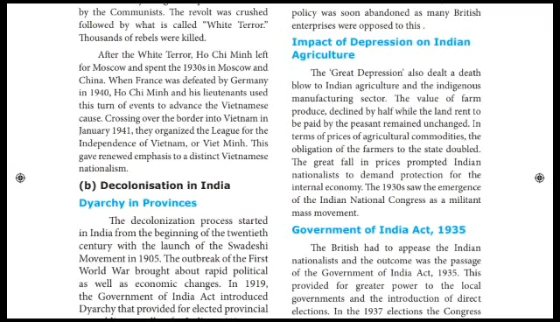 by the Communists. The revolt was crushed
followed by what is called “White Terror.”
Thousands of rebels were killed.
After the White Terror, Ho Chi Minh left
for Moscow and spent the 1930s in Moscow and
China. When France was defeated by Germany
in 1940, Ho Chi Minh and his lieutenants used
this turn of events to advance the Vietnamese
cause. Crossing over the border into Vietnam in
January 1941, they organized the League for the
Independence of Vietnam, or Viet Minh. This
gave renewed emphasis to a distinct Vietnamese
nationalism.
(b) Decolonisation in India
Dyarchy in Provinces
The decolonization process started
in India from the beginning of the twentieth
century with the launch of the Swadeshi
Movement in 1905. The outbreak of the First
World War brought about rapid political
as well as economic changes. In 1919,
the Government of India Act introduced
Dyarchy that provided for elected provincial
policy was soon abandoned as many British
enterprises were opposed to this .
Impact of Depression on Indian
Agriculture
The ‘Great Depression’ also dealt a death
blow to Indian agriculture and the indigenous
manufacturing sector. The value of farm
produce, declined by half while the land rent to
be paid by the peasant remained unchanged. In
terms of prices of agricultural commodities, the
obligation of the farmers to the state doubled.
The great fall in prices prompted Indian
nationalists to demand protection for the
internal economy. The 1930s saw the emergence
of the Indian National Congress as a militant
mass movement.
Government of India Act, 1935
The British had to appease the Indian
nationalists and the outcome was the passage
of the Government of India Act, 1935. This
provided for greater power to the local
governments and the introduction of direct
elections. In the 1937 elections the Congress